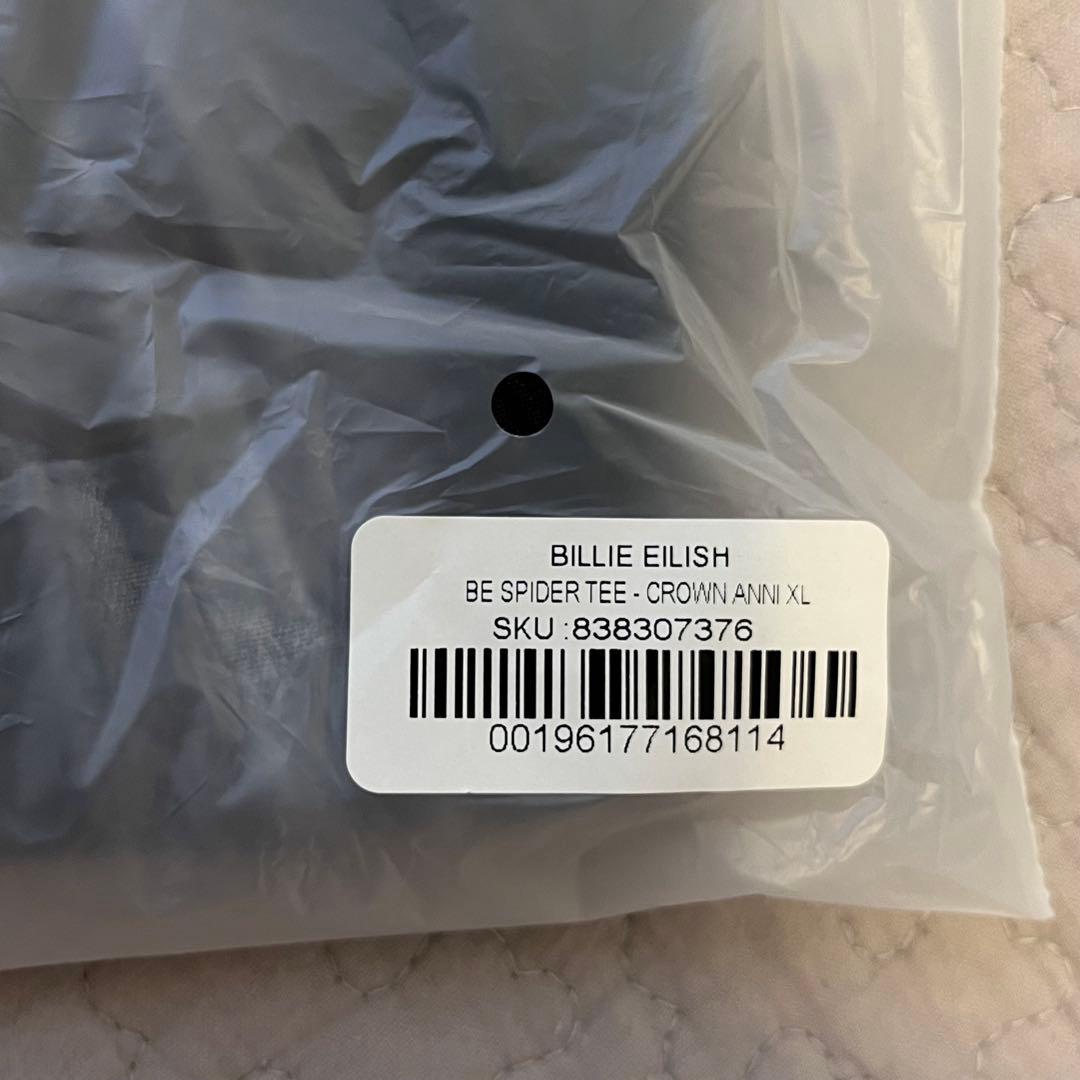 BILLIE EILISH
BE SPIDER TEE - CROWN ANNI XL
SKU :838307376
00196177168114